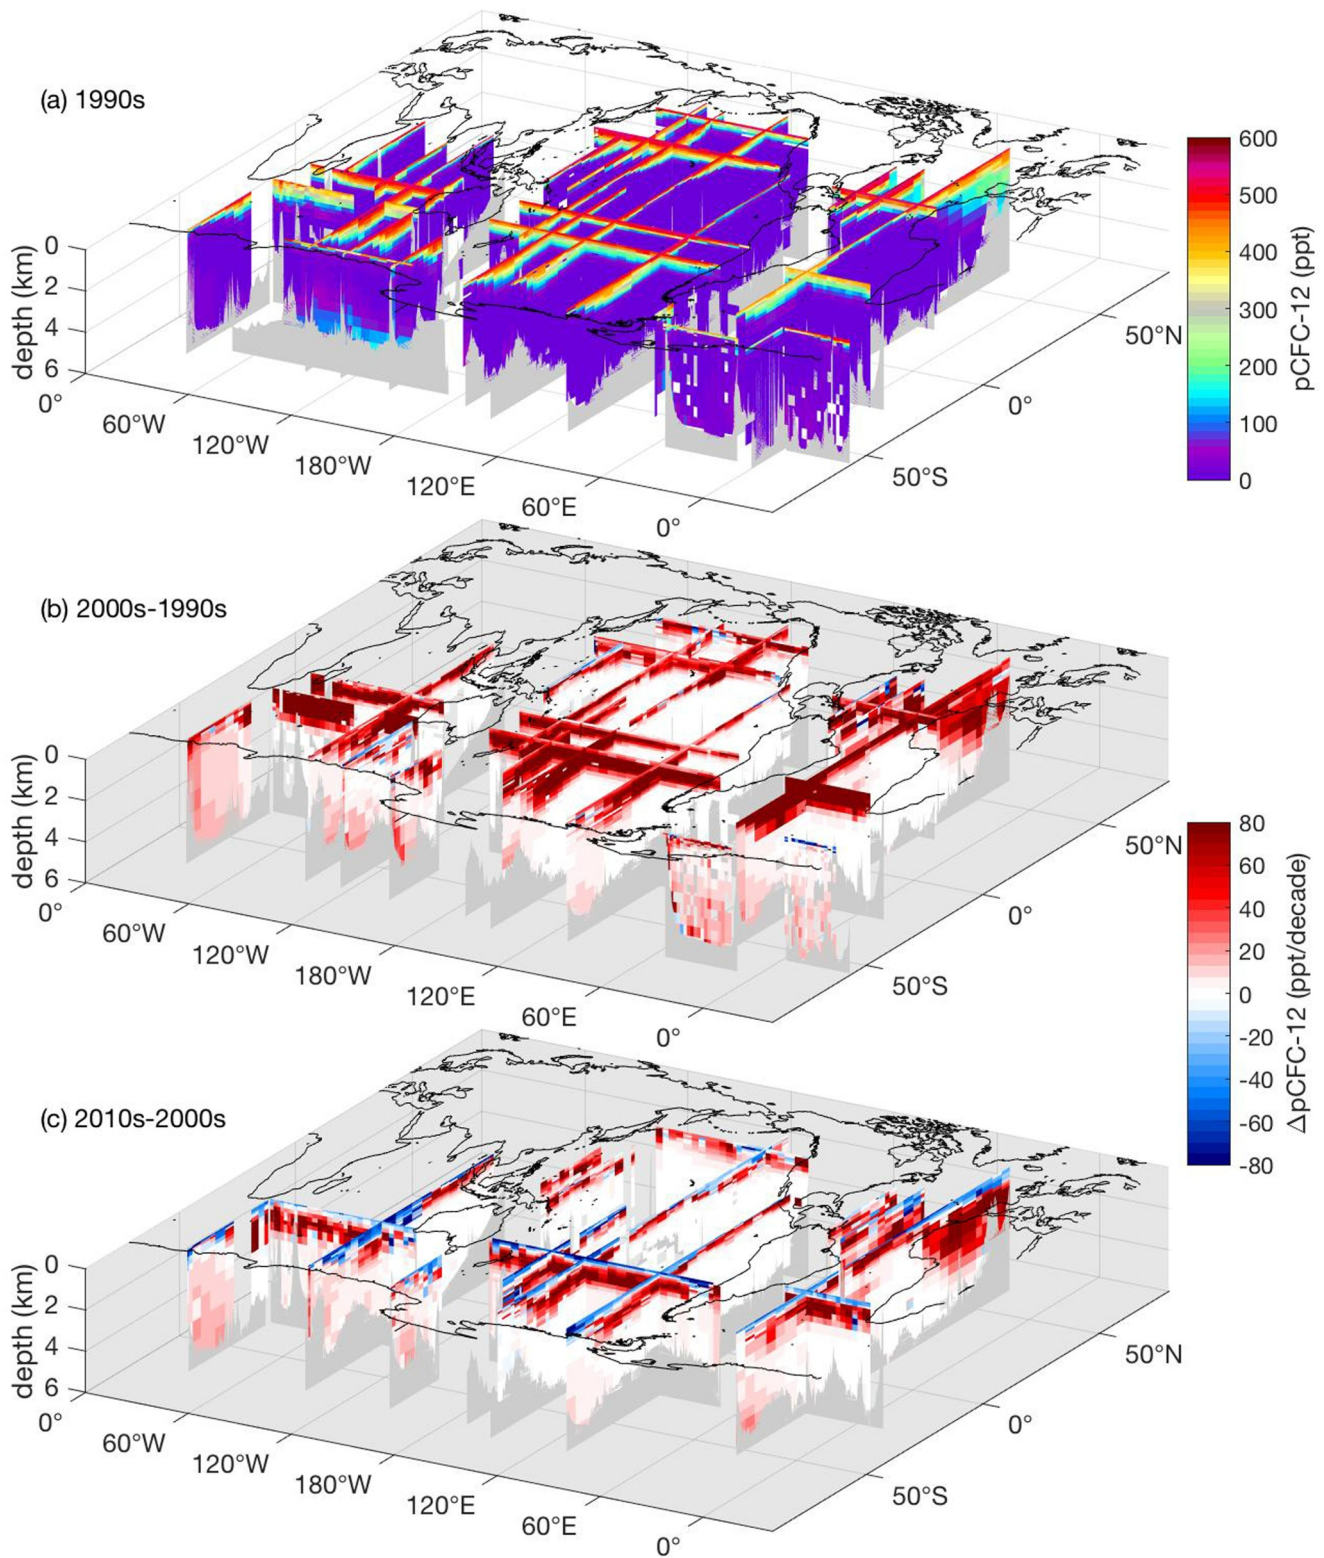 (a) 1990s
0
2
4
6
depth (km)
0°
60°W
120°W
180°W
120°E
60°E
0°
50°S
0°
50°N
600
500
400
300
200
100
0
pCFC-12 (ppt)
(b) 2000s-1990s
0
2
4
6
depth (km)
0°
60°W
120°W
180°W
120°E
60°E
0°
50°S
0°
50°N
80
60
40
20
0
-20
-40
-60
-80
ΔpCFC-12 (ppt/decade)
(c) 2010s-2000s
0
2
4
6
depth (km)
0°
60°W
120°W
180°W
120°E
60°E
0°
50°S
0°
50°N